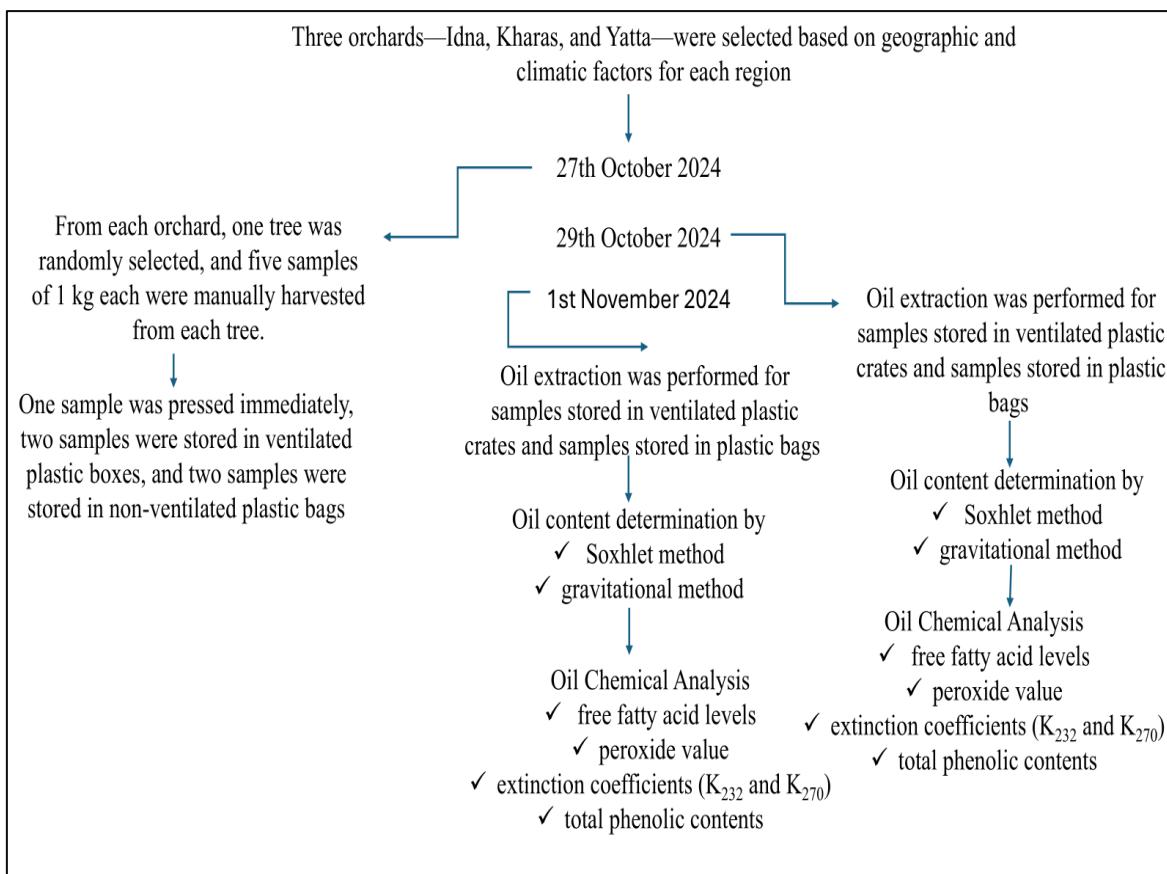 Three orchards—Idna, Kharas, and Yatta—were selected based on geographic and
climatic factors for each region
27th October 2024
From each orchard, one tree was
randomly selected, and five samples
of 1 kg each were manually harvested
from each tree.
One sample was pressed immediately,
two samples were stored in ventilated
plastic boxes, and two samples were
stored in non-ventilated plastic bags
29th October 2024
Oil extraction was performed for
samples stored in ventilated plastic
crates and samples stored in plastic
bags
Oil content determination by
✓ Soxhlet method
✓ gravitational method
Oil Chemical Analysis
✓ free fatty acid levels
✓ peroxide value
✓ extinction coefficients (K₂₃₂ and K₂₇₀)
✓ total phenolic contents
1st November 2024
Oil extraction was performed for
samples stored in ventilated plastic
crates and samples stored in plastic bags
Oil content determination by
✓ Soxhlet method
✓ gravitational method
Oil Chemical Analysis
✓ free fatty acid levels
✓ peroxide value
✓ extinction coefficients (K₂₃₂ and K₂₇₀)
✓ total phenolic contents